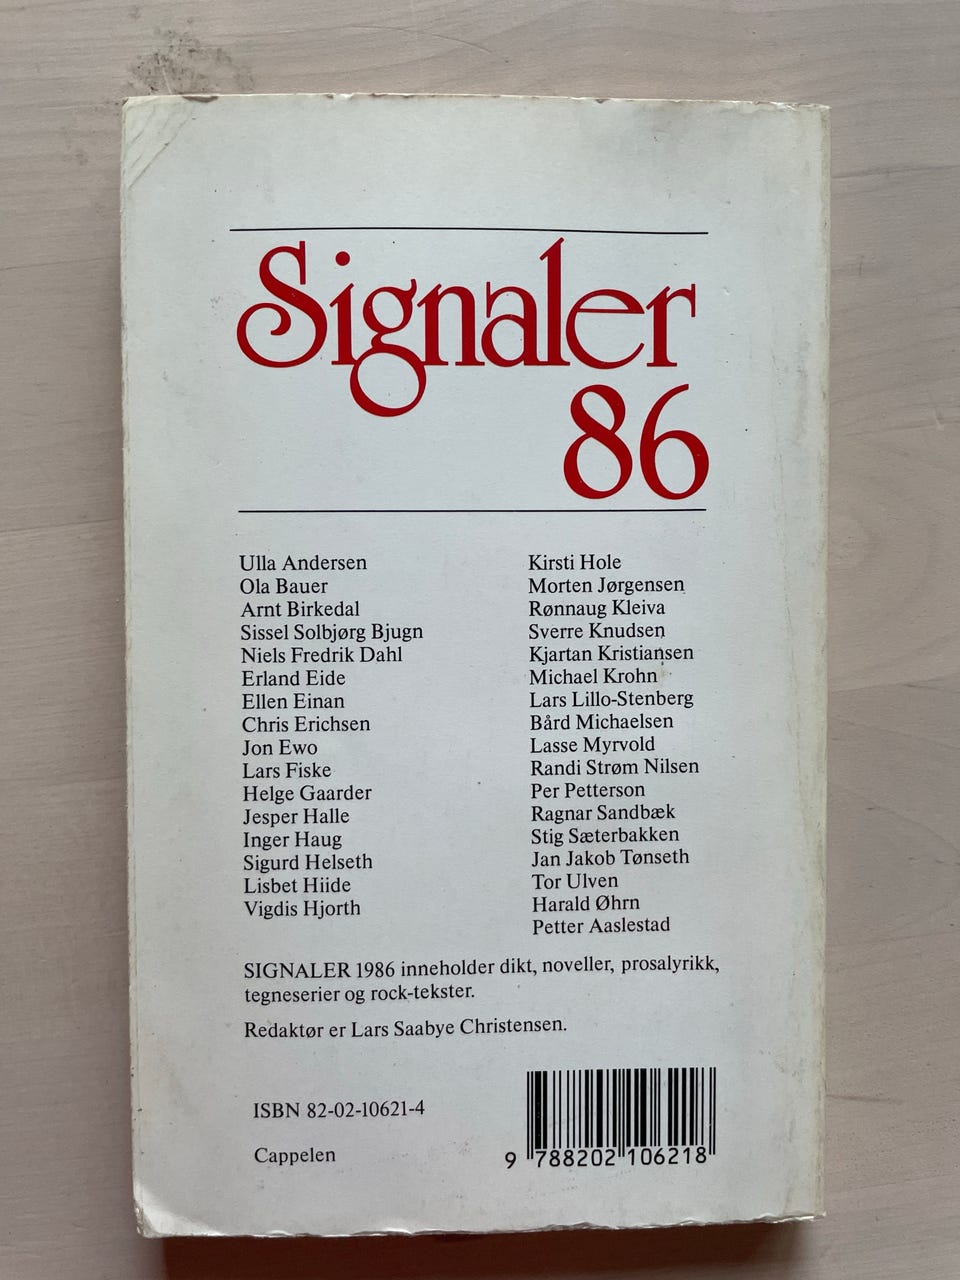 Signaler
86
Ulla Andersen
Ola Bauer
Arnt Birkedal
Sissel Solbjørg Bjugn
Niels Fredrik Dahl
Erland Eide
Ellen Einan
Chris Erichsen
Jon Ewo
Lars Fiske
Helge Gaarder
Jesper Halle
Inger Haug
Sigurd Helseth
Lisbet Hiide
Vigdis Hjorth
Kirsti Hole
Morten Jørgensen
Rønnaug Kleiva
Sverre Knudsen
Kjartan Kristiansen
Michael Krohn
Lars Lillo-Stenberg
Bård Michaelsen
Lasse Myrvold
Randi Strøm Nilsen
Per Petterson
Ragnar Sandbæk
Stig Sæterbakken
Jan Jakob Tønseth
Tor Ulven
Harald Øhrn
Petter Aaslestad
SIGNALER 1986 inneholder dikt, noveller, prosalyrikk,
tegneserier og rock-tekster.
Redaktør er Lars Saabye Christensen.
ISBN 82-02-10621-4
Cappelen
9 788202 106218